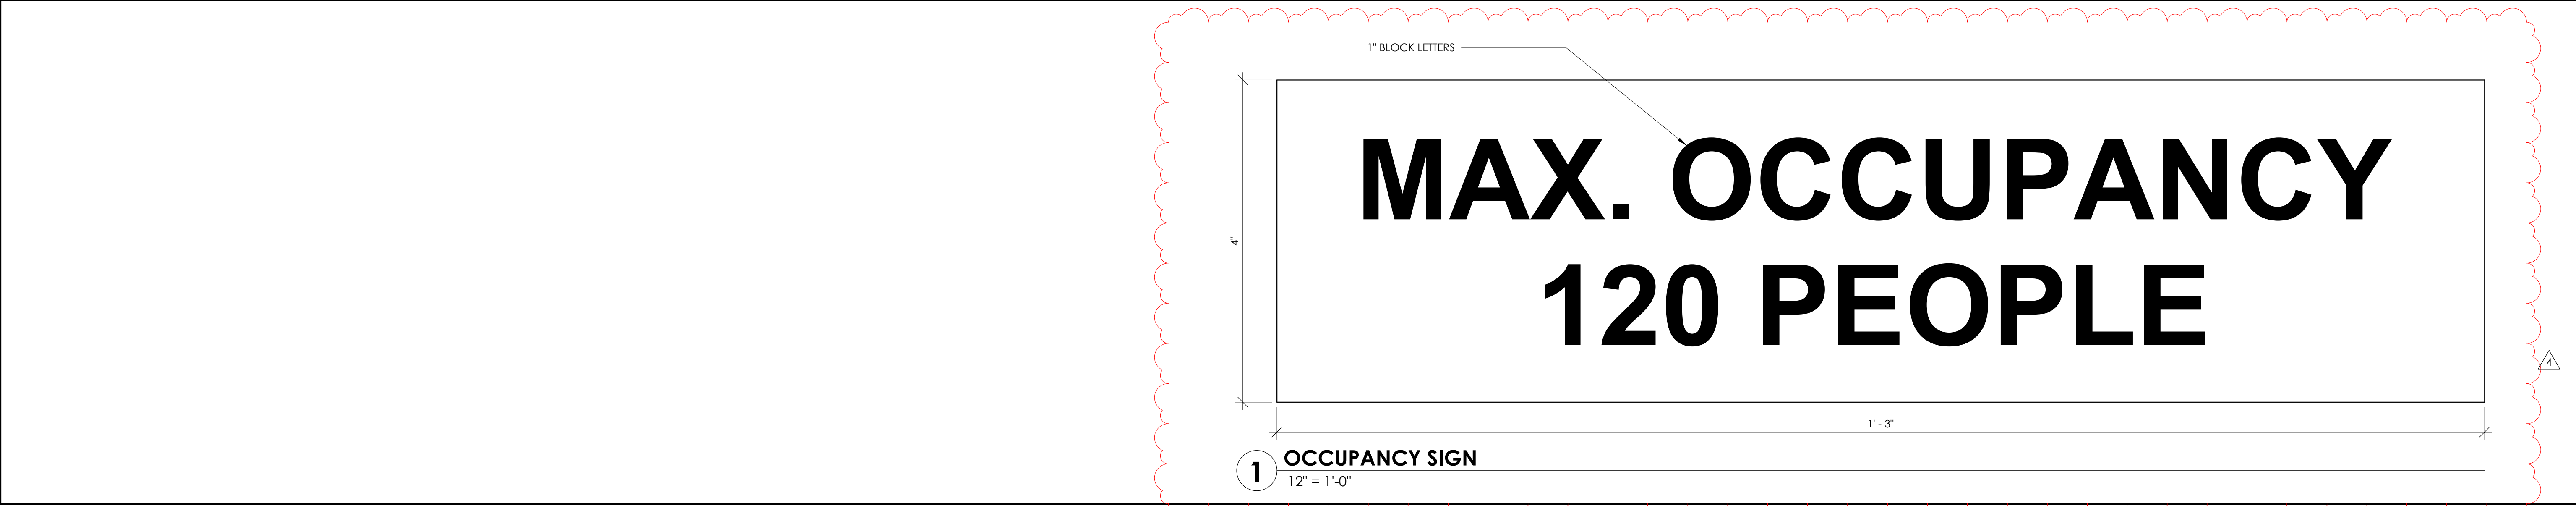 1" BLOCK LETTERS
MAX. OCCUPANCY
120 PEOPLE
4"
4
1' - 3"
1
OCCUPANCY SIGN
12" = 1'-0"